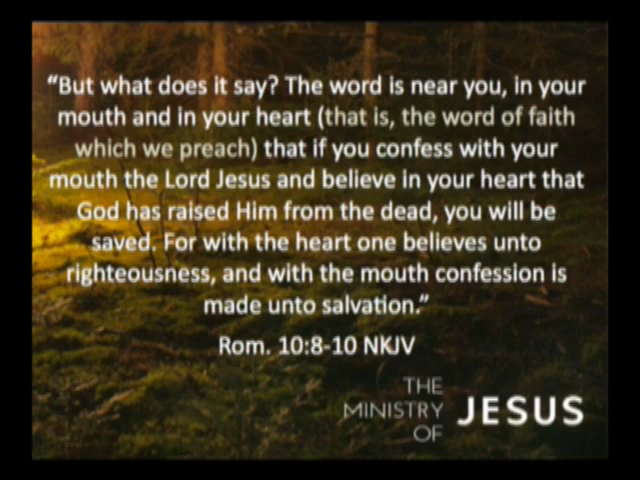 “But what does it say? The word is near you, in your
mouth and in your heart (that is, the word of faith
which we preach) that if you confess with your
mouth the Lord Jesus and believe in your heart that
God has raised Him from the dead, you will be
saved. For with the heart one believes unto
righteousness, and with the mouth confession is
made unto salvation.”
Rom. 10:8-10 NKJV
THE
MINISTRY
OF
JESUS